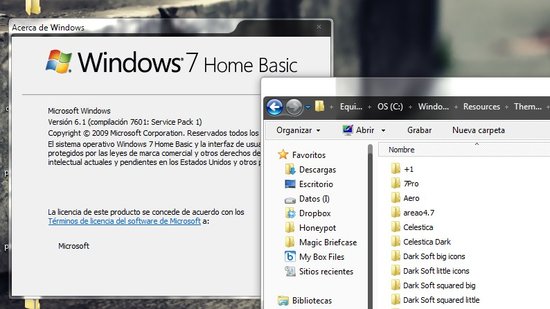 Acerca de Windows
Windows 7 Home Basic
Microsoft Windows
Versión 6.1 (compilación 7601: Service Pack 1)
Copyright © 2009 Microsoft Corporation. Reservados todos los
El sistema operativo Windows 7 Home Basic y la interfaz de usua
protegidos por las leyes de marca comercial y otros derechos de
intelectual actuales y pendientes en los Estados Unidos y otros p
La licencia de este producto se concede de acuerdo con los
Términos de licencia del software de Microsoft a:
Microsoft
Equi... OS (C:) Windo... Resources Them...
Organizar Abrir Grabar Nueva carpeta
Favoritos
Descargas
Escritorio
Datos (I)
Dropbox
Honeypot
Magic Briefcase
My Box Files
Sitios recientes
Bibliotecas
Nombre
+1
7Pro
Aero
areao4.7
Celestica
Celestica Dark
Dark Soft big icons
Dark Soft little icons
Dark Soft squared big
Dark Soft squared little